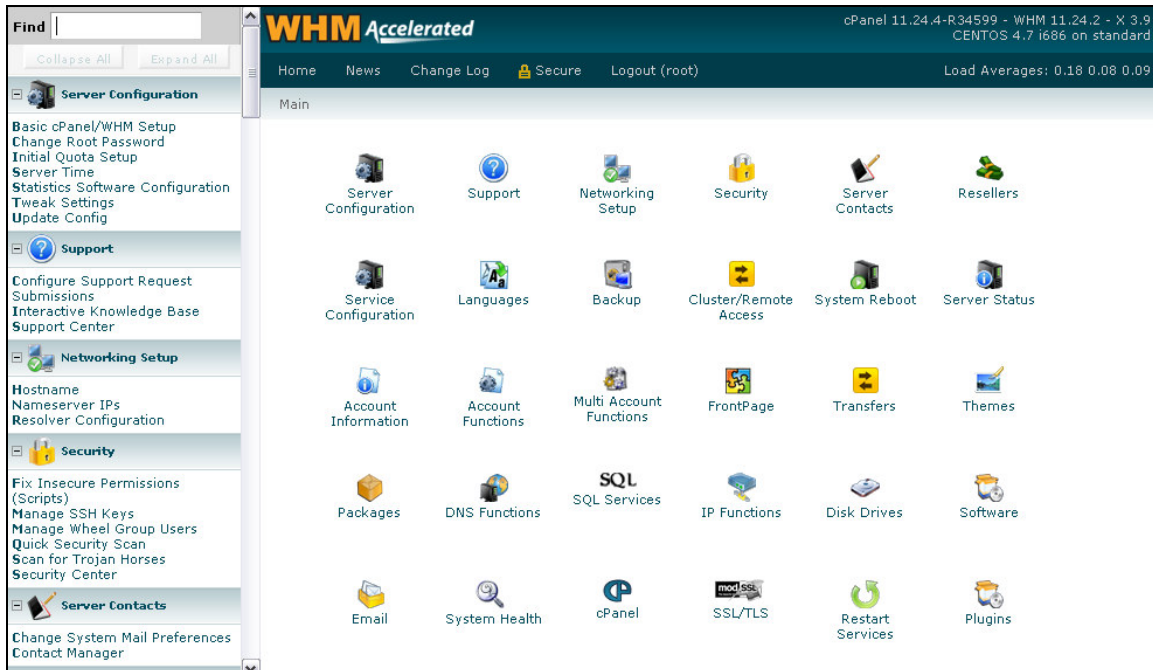 Find
Collapse All Expand All
Server Configuration
Basic cPanel/WHM Setup
Change Root Password
Initial Quota Setup
Server Time
Statistics Software Configuration
Tweak Settings
Update Config
Support
Configure Support Request
Submissions
Interactive Knowledge Base
Support Center
Networking Setup
Hostname
Nameserver IPs
Resolver Configuration
Security
Fix Insecure Permissions
(Scripts)
Manage SSH Keys
Manage Wheel Group Users
Quick Security Scan
Scan for Trojan Horses
Security Center
Server Contacts
Change System Mail Preferences
Contact Manager
WHM Accelerated
cPanel 11.24.4-R34599 - WHM 11.24.2 - X 3.9
CENTOS 4.7 i686 on standard
Home News Change Log Secure Logout (root) Load Averages: 0.18 0.08 0.09
Main
Server
Configuration
Support
Networking
Setup
Security
Server
Contacts
Resellers
Service
Configuration
Languages
Backup
Cluster/Remote
Access
System Reboot
Server Status
Account
Information
Account
Functions
Multi Account
Functions
FrontPage
Transfers
Themes
Packages
DNS Functions
SQL
SQL Services
IP Functions
Disk Drives
Software
Email
System Health
cP
cPanel
mod_ssl
SSL/TLS
Restart
Services
Plugins